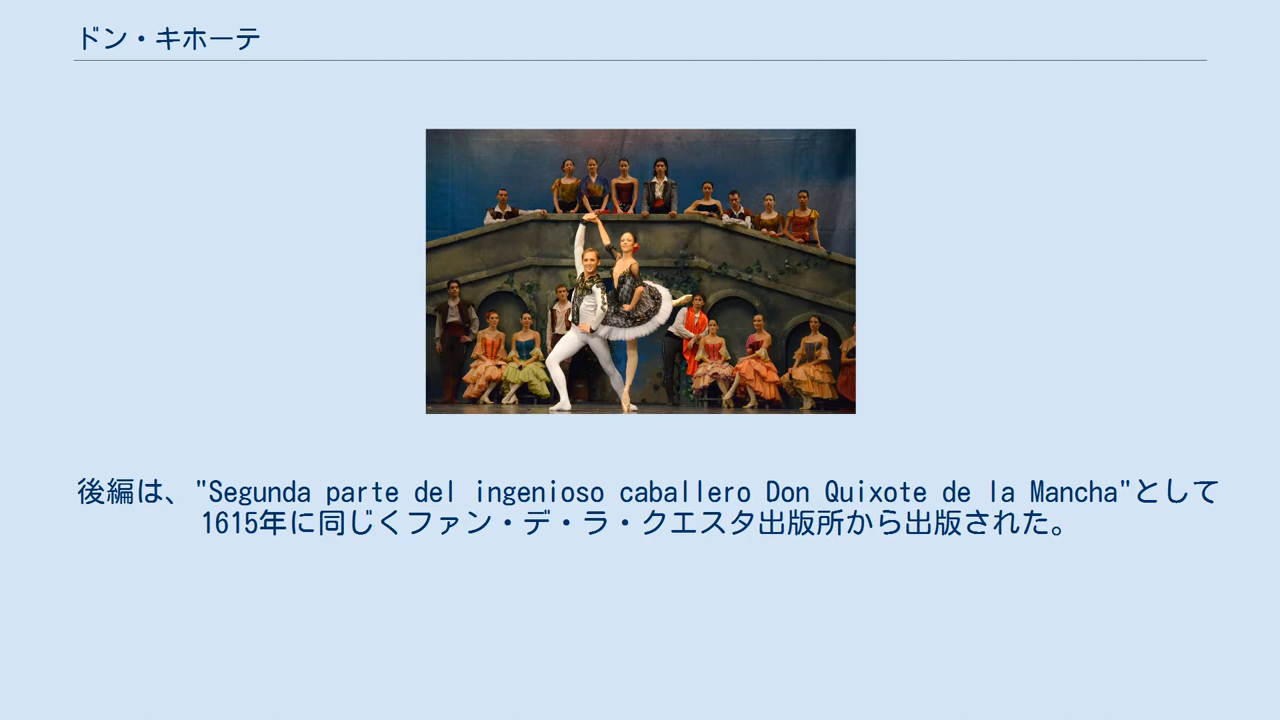 ドン・キホーテ
後編は、"Segunda parte del ingenioso caballero Don Quixote de la Mancha"として
1615年に同じくファン・デ・ラ・クエスタ出版所から出版された。